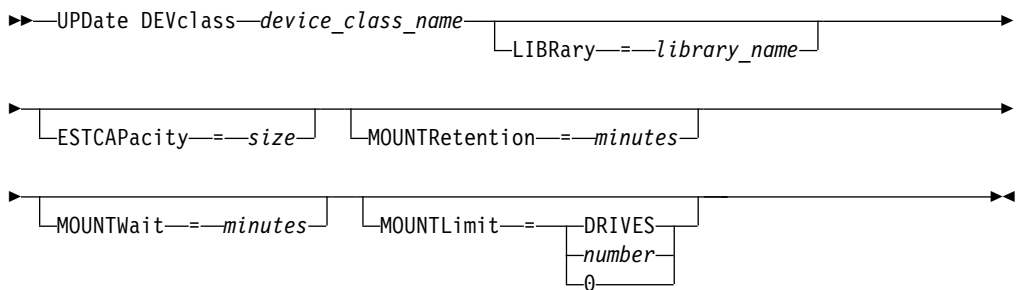 ►►──UPDate DEVclass──device_class_name──►
LIBRary──=──library_name
►──►
ESTCAPacity──=──size MOUNTRetention──=──minutes
►──►◄
MOUNTWait──=──minutes MOUNTLimit──=──DRIVES
number
0